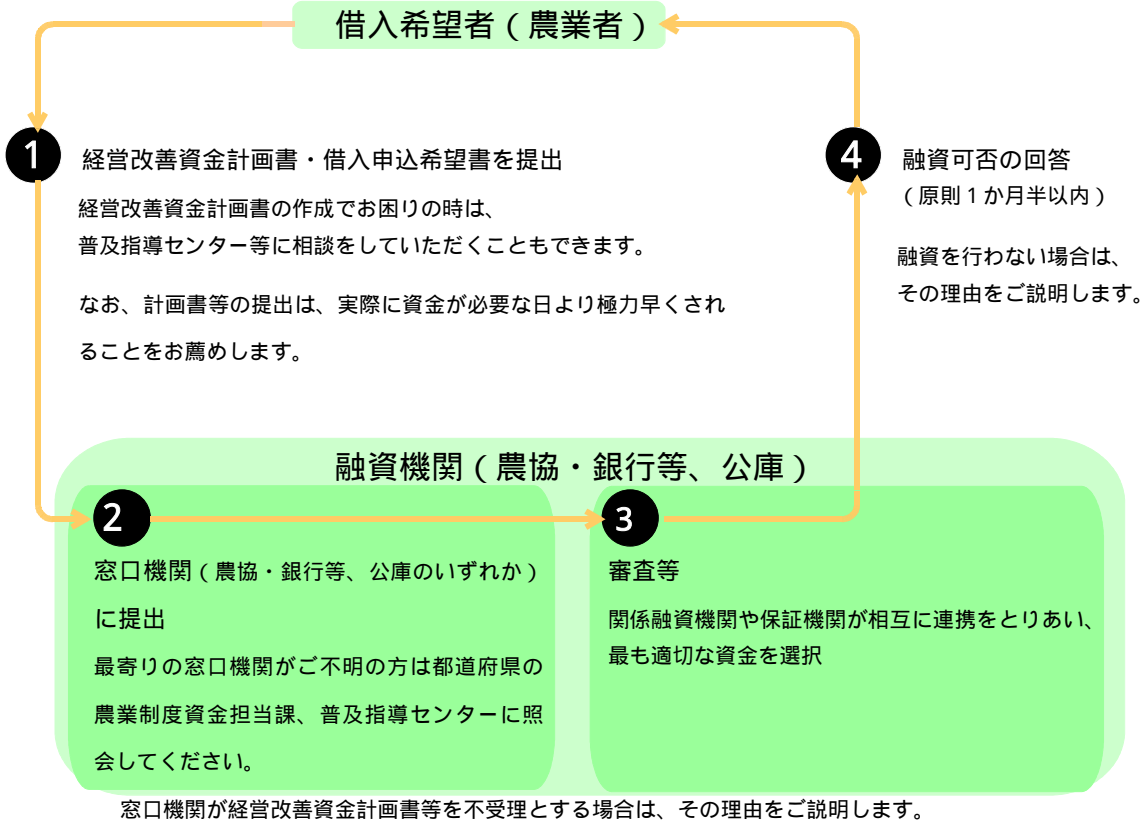 借入希望者（農業者）
1
経営改善資金計画書・借入申込希望書を提出
経営改善資金計画書の作成でお困りの時は、
普及指導センター等に相談をしていただくこともできます。
なお、計画書等の提出は、実際に資金が必要な日より極力早くされ
ることをお薦めします。
4
融資可否の回答
（原則１か月半以内）
融資を行わない場合は、
その理由をご説明します。
融資機関（農協・銀行等、公庫）
2
窓口機関（農協・銀行等、公庫のいずれか）
に提出
最寄りの窓口機関がご不明の方は都道府県の
農業制度資金担当課、普及指導センターに照
会してください。
3
審査等
関係融資機関や保証機関が相互に連携をとりあい、
最も適切な資金を選択
窓口機関が経営改善資金計画書等を不受理とする場合は、その理由をご説明します。